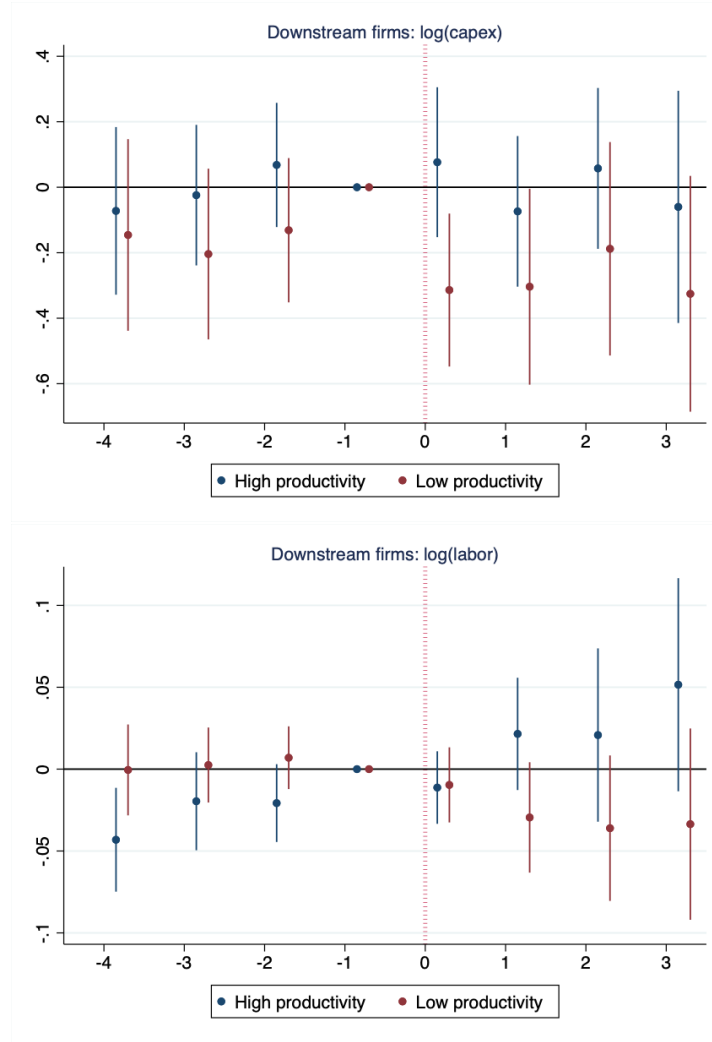 Downstream firms: log(capex)
.4
.2
0
-.2
-.4
-.6
-4 -3 -2 -1 0 1 2 3
High productivity Low productivity
Downstream firms: log(labor)
.1
.05
0
-.05
-.1
-4 -3 -2 -1 0 1 2 3
High productivity Low productivity